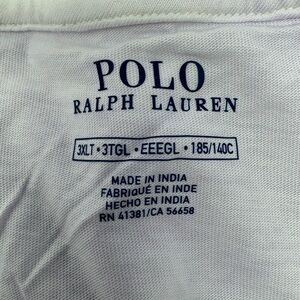 POLO
RALPH LAUREN
3XLT • 3TGL • EEEGL • 185/140C
MADE IN INDIA
FABRIQUÉ EN INDE
HECHO EN INDIA
RN 41381/CA 56658